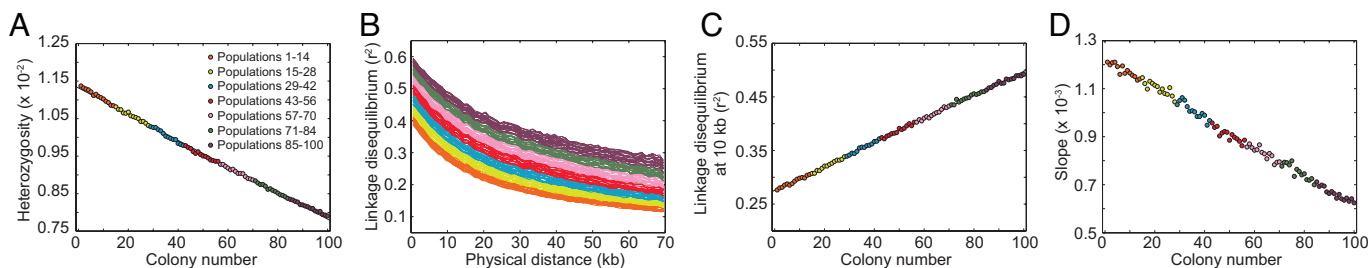 A
Heterozygosity (x 10⁻²)
1.25
1.15
1.05
0.95
0.85
0.75
0
20
40
60
80
100
Colony number
Populations 1-14
Populations 15-28
Populations 29-42
Populations 43-56
Populations 57-70
Populations 71-84
Populations 85-100
B
Linkage disequilibrium (r²)
0.6
0.5
0.4
0.3
0.2
0.1
0
10
20
30
40
50
60
70
Physical distance (kb)
C
Linkage disequilibrium
at 10 kb (r²)
0.55
0.45
0.35
0.25
0
20
40
60
80
100
Colony number
D
Slope (x 10⁻³)
1.3
1.1
0.9
0.7
0.5
0
20
40
60
80
100
Colony number